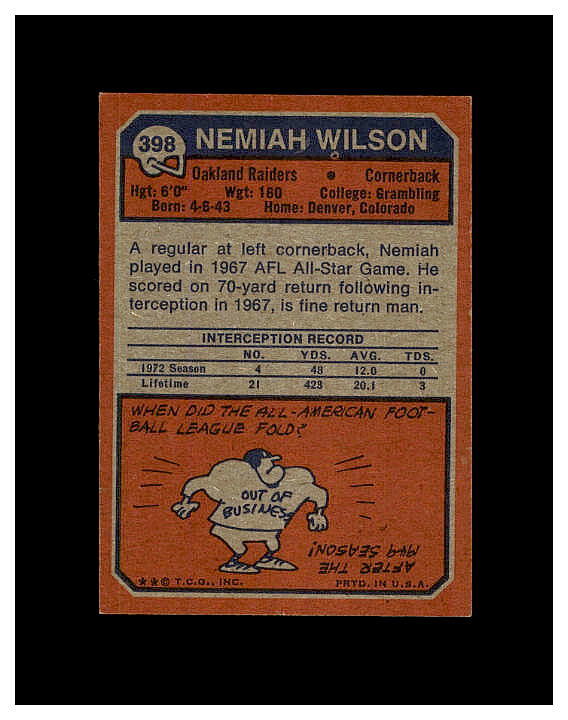 398 NEMIAH WILSON
Oakland Raiders • Cornerback
Hgt: 6'0" Wgt: 160 College: Grambling
Born: 4-6-43 Home: Denver, Colorado
A regular at left cornerback, Nemiah
played in 1967 AFL All-Star Game. He
scored on 70-yard return following in-
terception in 1967, is fine return man.
INTERCEPTION RECORD
NO. YDS. AVG. TDS.
1972 Season 4 48 12.0 0
Lifetime 21 423 20.1 3
WHEN DID THE ALL-AMERICAN FOOT-
BALL LEAGUE FOLD?
OUT OF
BUSINESS
AFTER THE
1949 SEASON!
★★© T.C.G., INC. PRTD. IN U.S.A.